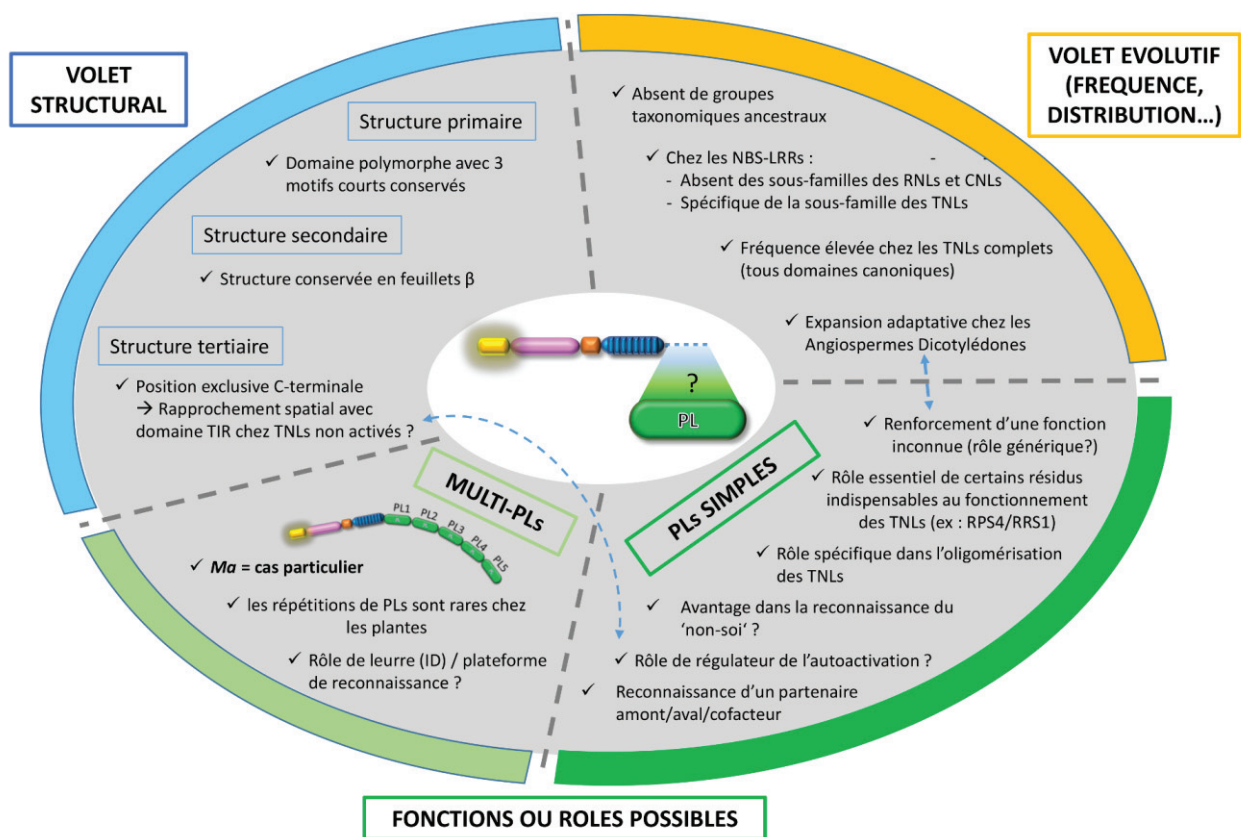 VOLET
STRUCTURAL
Structure primaire
✓ Domaine polymorphe avec 3
motifs courts conservés
Structure secondaire
✓ Structure conservée en feuillets β
Structure tertiaire
✓ Position exclusive C-terminale
→ Rapprochement spatial avec
domaine TIR chez TNLs non activés ?
VOLET EVOLUTIF
(FREQUENCE,
DISTRIBUTION…)
✓ Absent de groupes
taxonomiques ancestraux
✓ Chez les NBS-LRRs : - -
- Absent des sous-familles des RNLs et CNLs
- Spécifique de la sous-famille des TNLs
✓ Fréquence élevée chez les TNLs complets
(tous domaines canoniques)
✓ Expansion adaptative chez les
Angiospermes Dicotylédones
?
PL
MULTI-PLs
PL1 PL2 PL3 PL4 PL5
✓ Ma = cas particulier
✓ les répétitions de PLs sont rares chez
les plantes
✓ Rôle de leurre (ID) / plateforme
de reconnaissance ?
PLs SIMPLES
✓ Renforcement d’une fonction
inconnue (rôle générique?)
✓ Rôle essentiel de certains résidus
indispensables au fonctionnement
des TNLs (ex : RPS4/RRS1)
✓ Rôle spécifique dans l’oligomérisation
des TNLs
✓ Avantage dans la reconnaissance du
‘non-soi‘ ?
✓ Rôle de régulateur de l’autoactivation ?
✓ Reconnaissance d’un partenaire
amont/aval/cofacteur
FONCTIONS OU ROLES POSSIBLES